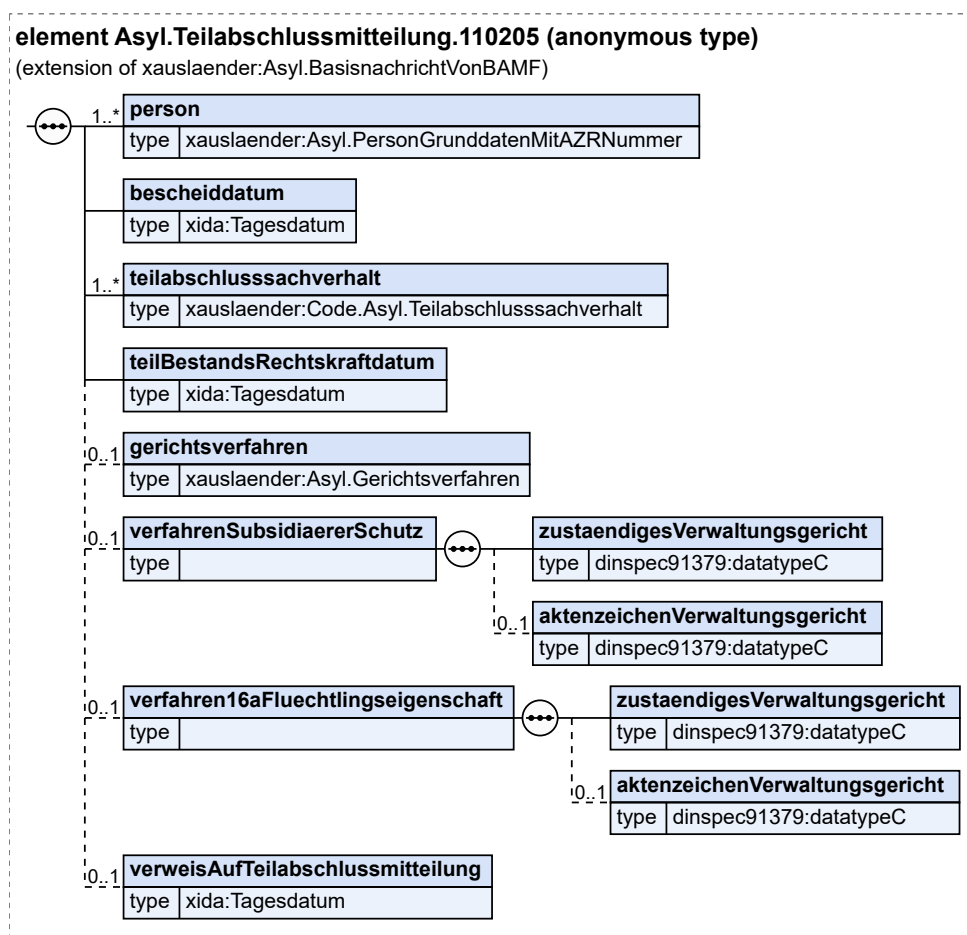 element Asyl.Teilabschlussmitteilung.110205 (anonymous type)
(extension of xauslaender:Asyl.BasisnachrichtVonBAMF)
1..* person
type xauslaender:Asyl.PersonGrunddatenMitAZRNummer
bescheiddatum
type xida:Tagesdatum
1..* teilabschlusssachverhalt
type xauslaender:Code.Asyl.Teilabschlusssachverhalt
teilBestandsRechtskraftdatum
type xida:Tagesdatum
0..1 gerichtsverfahren
type xauslaender:Asyl.Gerichtsverfahren
0..1 verfahrenSubsidiaererSchutz
type
zustaendigesVerwaltungsgericht
type dinspec91379:datatypeC
0..1 aktenzeichenVerwaltungsgericht
type dinspec91379:datatypeC
0..1 verfahren16aFluechtlingseigenschaft
type
zustaendigesVerwaltungsgericht
type dinspec91379:datatypeC
0..1 aktenzeichenVerwaltungsgericht
type dinspec91379:datatypeC
0..1 verweisAufTeilabschlussmitteilung
type xida:Tagesdatum